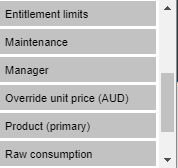 Entitlement limits
Maintenance
Manager
Override unit price (AUD)
Product (primary)
Raw consumption